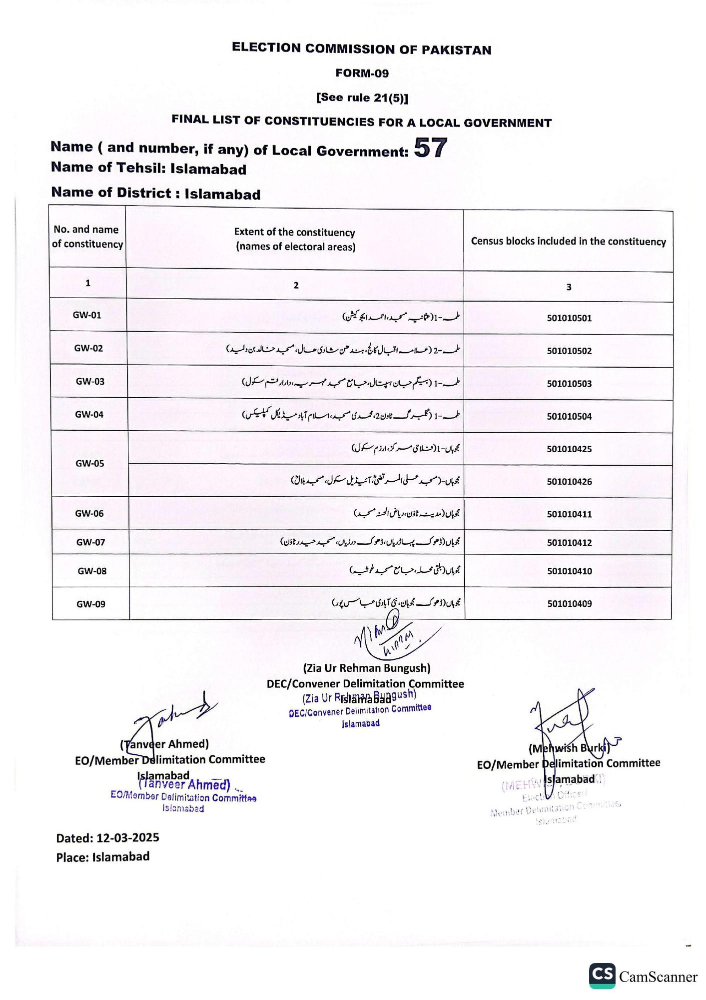 ELECTION COMMISSION OF PAKISTAN
FORM-09
[See rule 21(5)]
FINAL LIST OF CONSTITUENCIES FOR A LOCAL GOVERNMENT
Name ( and number, if any) of Local Government: 57
Name of Tehsil: Islamabad
Name of District : Islamabad
No. and name of constituency
Extent of the constituency
(names of electoral areas)
Census blocks included in the constituency
1 2 3
GW-01 طمہ-1(عثمانیہ مسجد،احمد ایجوکیشن) 501010501
GW-02 طمہ-2 (علامہ اقبال کالج، بندھن شادی ھال، مسجد خالد بن ولید) 501010502
GW-03 طمہ-1 (بیگم جان ہسپتال، جامع مسجد مہریہ، دارارقم سکول) 501010503
GW-04 طمہ-1 (گلبرگ ٹاون2، محمدی مسجد، اسلام آباد میڈیکل کمپلیکس) 501010504
GW-05 مجوہاں-1(فلاحی مرکز، ارزم سکول) 501010425
مجوہاں-(مسجد علی المرتضیٰؓ، آئیڈیل سکول، مسجد بلالؓ) 501010426
GW-06 مجوہاں(مدینہ ٹاؤن، ریاض الجنہ مسجد) 501010411
GW-07 مجوہاں(ڈھوک پہاڑیاں، ڈھوک درزیاں، مسجد حیدر ٹاؤن) 501010412
GW-08 مجوہاں(بلتی محلہ، جامع مسجد غوثیہ) 501010410
GW-09 مجوہاں(ڈھوک مجوہان، نئی آبادی عباس پور) 501010409
(Zia Ur Rehman Bungush)
DEC/Convener Delimitation Committee
Islamabad
(Zia Ur Rehman Bungush)
DEC/Convener Delimitation Committee
Islamabad
(Tanveer Ahmed)
EO/Member Delimitation Committee
Islamabad
(Tanveer Ahmed)
EO/Member Delimitation Committee
Islamabad
(Mehwish Burki)
EO/Member Delimitation Committee
Islamabad
(MEHWISH BURKI)
Election Officer/
Member Delimitation Committee
Islamabad
Dated: 12-03-2025
Place: Islamabad
CS CamScanner